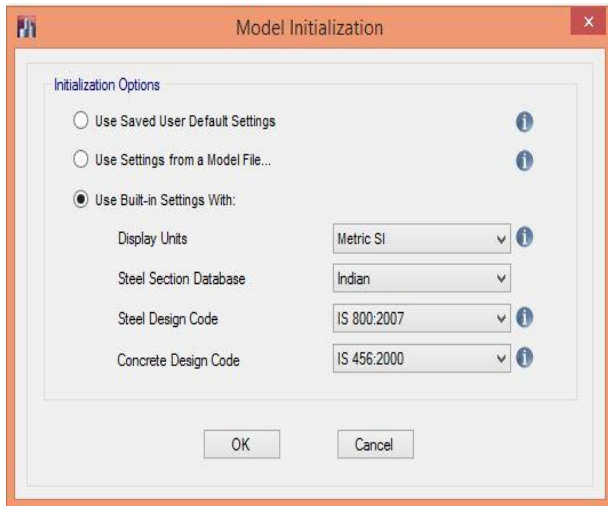 Model Initialization
Initialization Options
Use Saved User Default Settings
Use Settings from a Model File...
Use Built-in Settings With:
Display Units Metric SI
Steel Section Database Indian
Steel Design Code IS 800:2007
Concrete Design Code IS 456:2000
OK Cancel